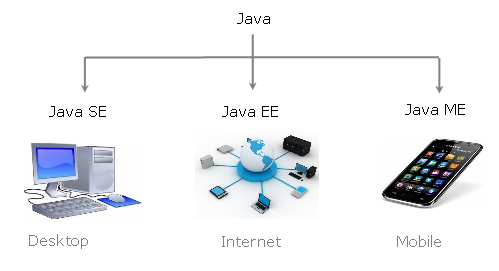 Java
Java SE
Java EE
Java ME
Desktop
Internet
Mobile